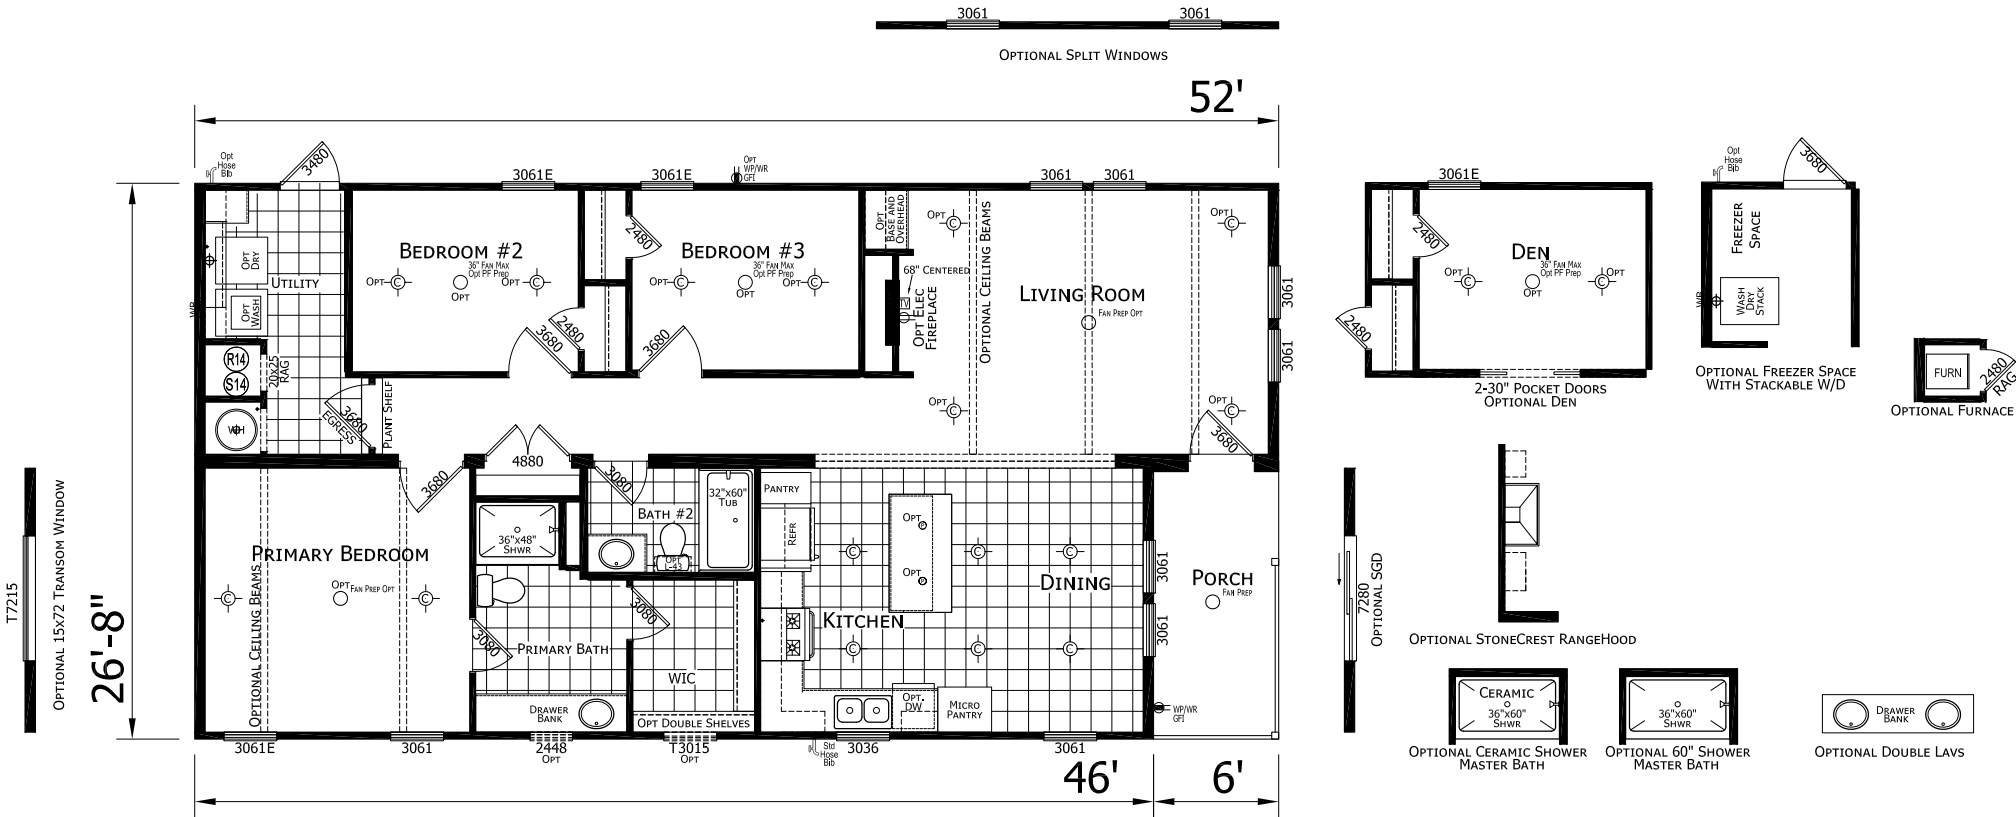 3061
3061
Optional Split Windows
52'
Opt
Hose
Bib
3480
3061E
3061E
Opt
WP/WR
GFI
3061
3061
Opt
Dry
Opt
Wash
Utility
WB
R14
S14
20x25
RAG
WH
3680
Egress
Plant Shelf
Bedroom #2
36" Fan Max
Opt PF Prep
Opt
Opt
Opt
C
C
2480
2480
3680
3680
Bedroom #3
36" Fan Max
Opt PF Prep
Opt
Opt
C
C
Opt
Base and
Overhead
68" Centered
TV
Opt Elec
Fireplace
Optional Ceiling Beams
Living Room
Fan Prep Opt
Opt
C
Opt
C
Opt
C
Opt
C
3061
3061
3680
4880
3680
3080
Primary Bedroom
Opt
Fan Prep Opt
C
C
Optional Ceiling Beams
36"x48"
Shwr
Bath #2
32"x60"
Tub
Opt
L-43
3080
3080
Primary Bath
Drawer
Bank
WIC
Opt Double Shelves
Pantry
Refr
Opt
P
Opt
P
C
C
C
C
C
C
Kitchen
Dining
Opt.
DW
Micro
Pantry
3061
3061
Porch
Fan Prep
WP/WR
GFI
3061E
3061
2448
Opt
T3015
Opt
Std
Hose
Bib
3036
3061
46'
6'
26'-8"
T7215
Optional 15x72 Transom Window
3061E
2480
2480
Den
36" Fan Max
Opt PF Prep
Opt
Opt
Opt
C
C
2-30" Pocket Doors
Optional Den
Opt
Hose
Bib
3680
Freezer
Space
WB
Wash
Dry
Stack
Optional Freezer Space
With Stackable W/D
FURN
2480
RAG
Optional Furnace
7280
Optional SGD
Optional StoneCrest RangeHood
Ceramic
36"x60"
Shwr
Optional Ceramic Shower
Master Bath
36"x60"
Shwr
Optional 60" Shower
Master Bath
Drawer
Bank
Optional Double Lavs